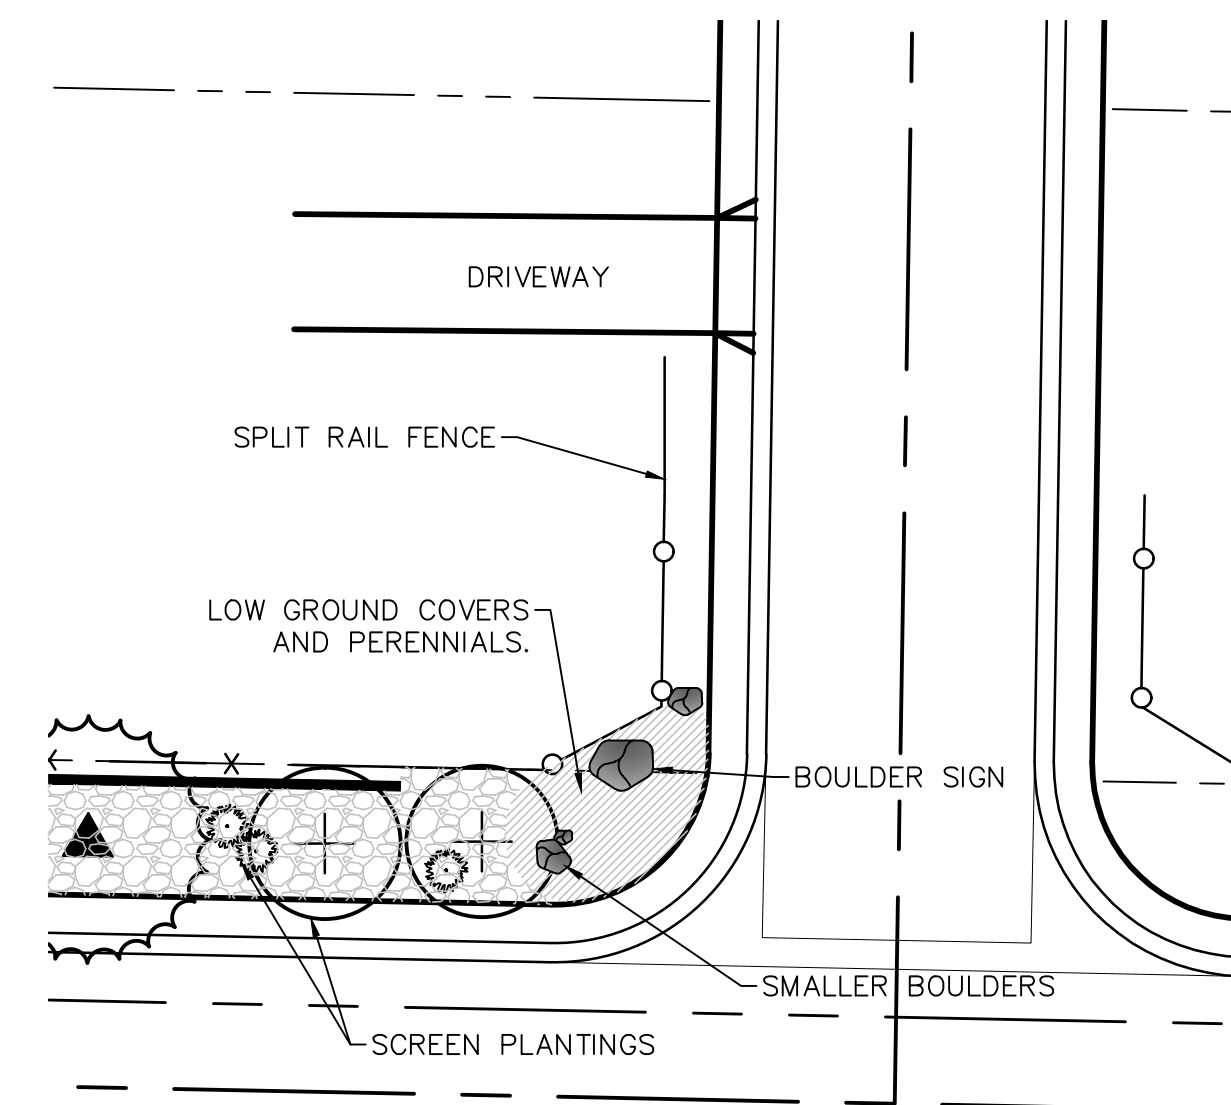 DRIVEWAY
SPLIT RAIL FENCE
LOW GROUND COVERS
AND PERENNIALS.
BOULDER SIGN
SMALLER BOULDERS
SCREEN PLANTINGS